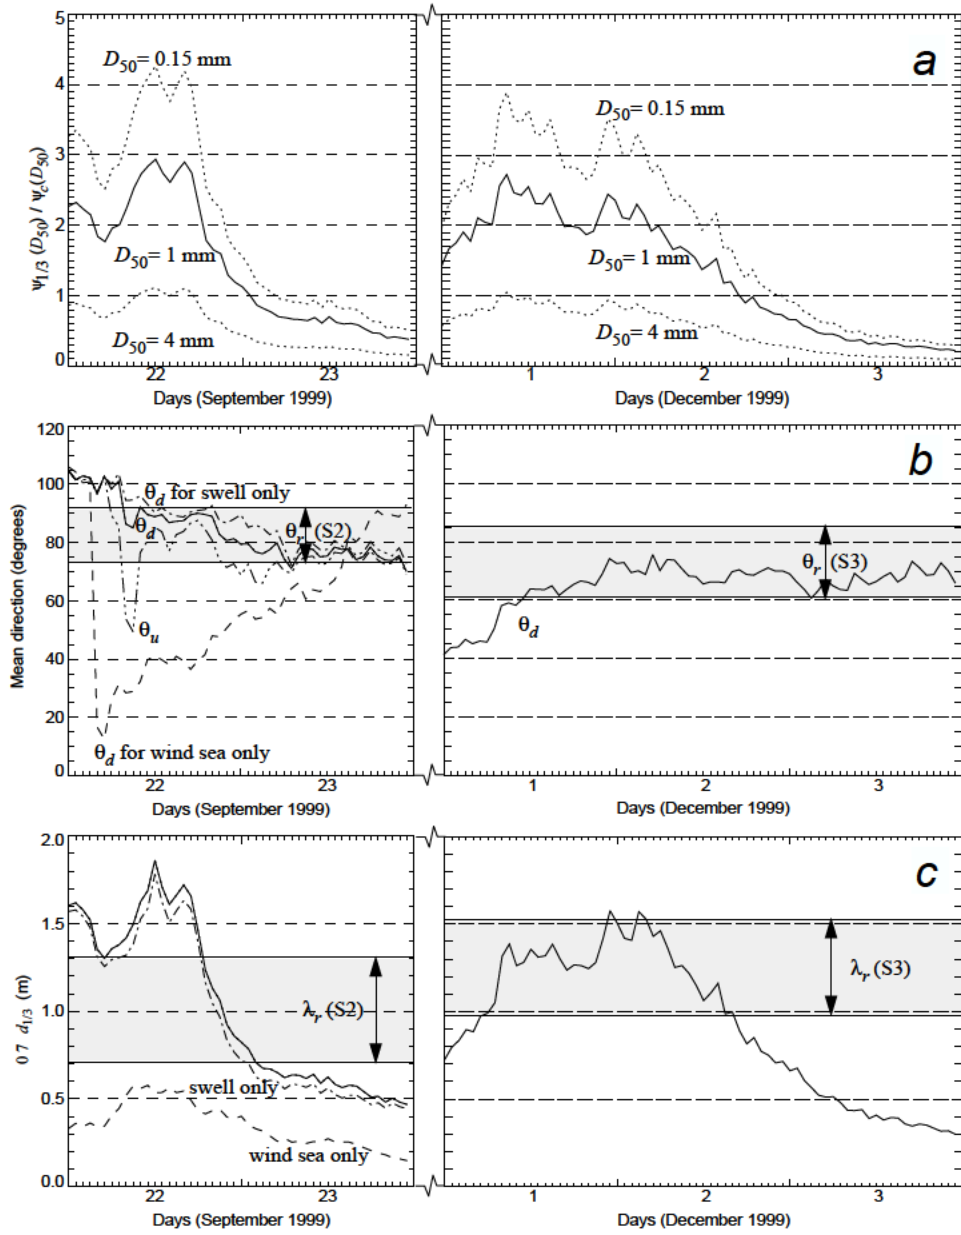 5
4
3
2
1
0
ψ1/3 (D50) / ψc(D50)
D50= 0.15 mm
D50= 1 mm
D50= 4 mm
22
23
Days (September 1999)
a
D50= 0.15 mm
D50= 1 mm
D50= 4 mm
1
2
3
Days (December 1999)
120
100
80
60
40
20
0
Mean direction (degrees)
θd for swell only
θd
θr (S2)
θu
θd for wind sea only
22
23
Days (September 1999)
b
θr (S3)
θd
1
2
3
Days (December 1999)
2.0
1.5
1.0
0.5
0.0
0 7 d1/3 (m)
λr (S2)
swell only
wind sea only
22
23
Days (September 1999)
c
λr (S3)
1
2
3
Days (December 1999)